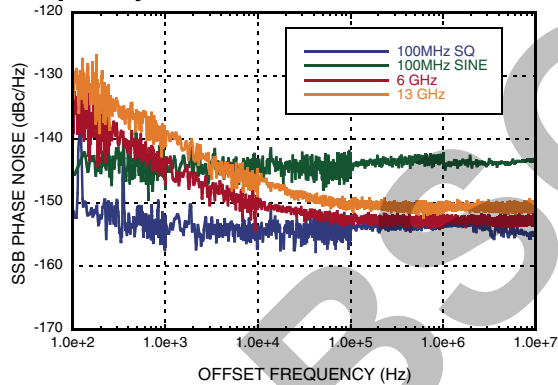 -120
-130
-140
-150
-160
-170
SSB PHASE NOISE (dBc/Hz)
100MHz SQ
100MHz SINE
6 GHz
13 GHz
1.0e+2 1.0e+3 1.0e+4 1.0e+5 1.0e+6 1.0e+7
OFFSET FREQUENCY (Hz)